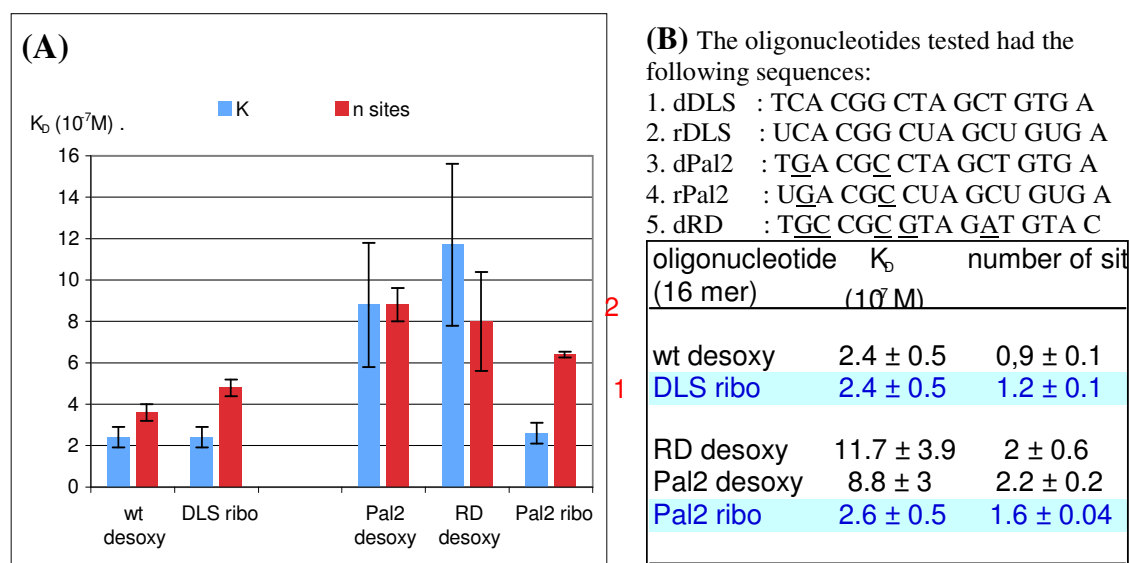 (A)
K_D (10⁻⁷M) .
K
n sites
16
14
12
10
8
6
4
2
0
2
1
wt desoxy
DLS ribo
Pal2 desoxy
RD desoxy
Pal2 ribo
(B) The oligonucleotides tested had the
following sequences:
1. dDLS : TCA CGG CTA GCT GTG A
2. rDLS : UCA CGG CUA GCU GUG A
3. dPal2 : TGA CGC CTA GCT GTG A
4. rPal2 : UGA CGC CUA GCU GUG A
5. dRD : TGC CGC GTA GAT GTA C
oligonucleotide K_D number of sit
(16 mer) (10⁷ M)
wt desoxy 2.4 ± 0.5 0,9 ± 0.1
DLS ribo 2.4 ± 0.5 1.2 ± 0.1
RD desoxy 11.7 ± 3.9 2 ± 0.6
Pal2 desoxy 8.8 ± 3 2.2 ± 0.2
Pal2 ribo 2.6 ± 0.5 1.6 ± 0.04